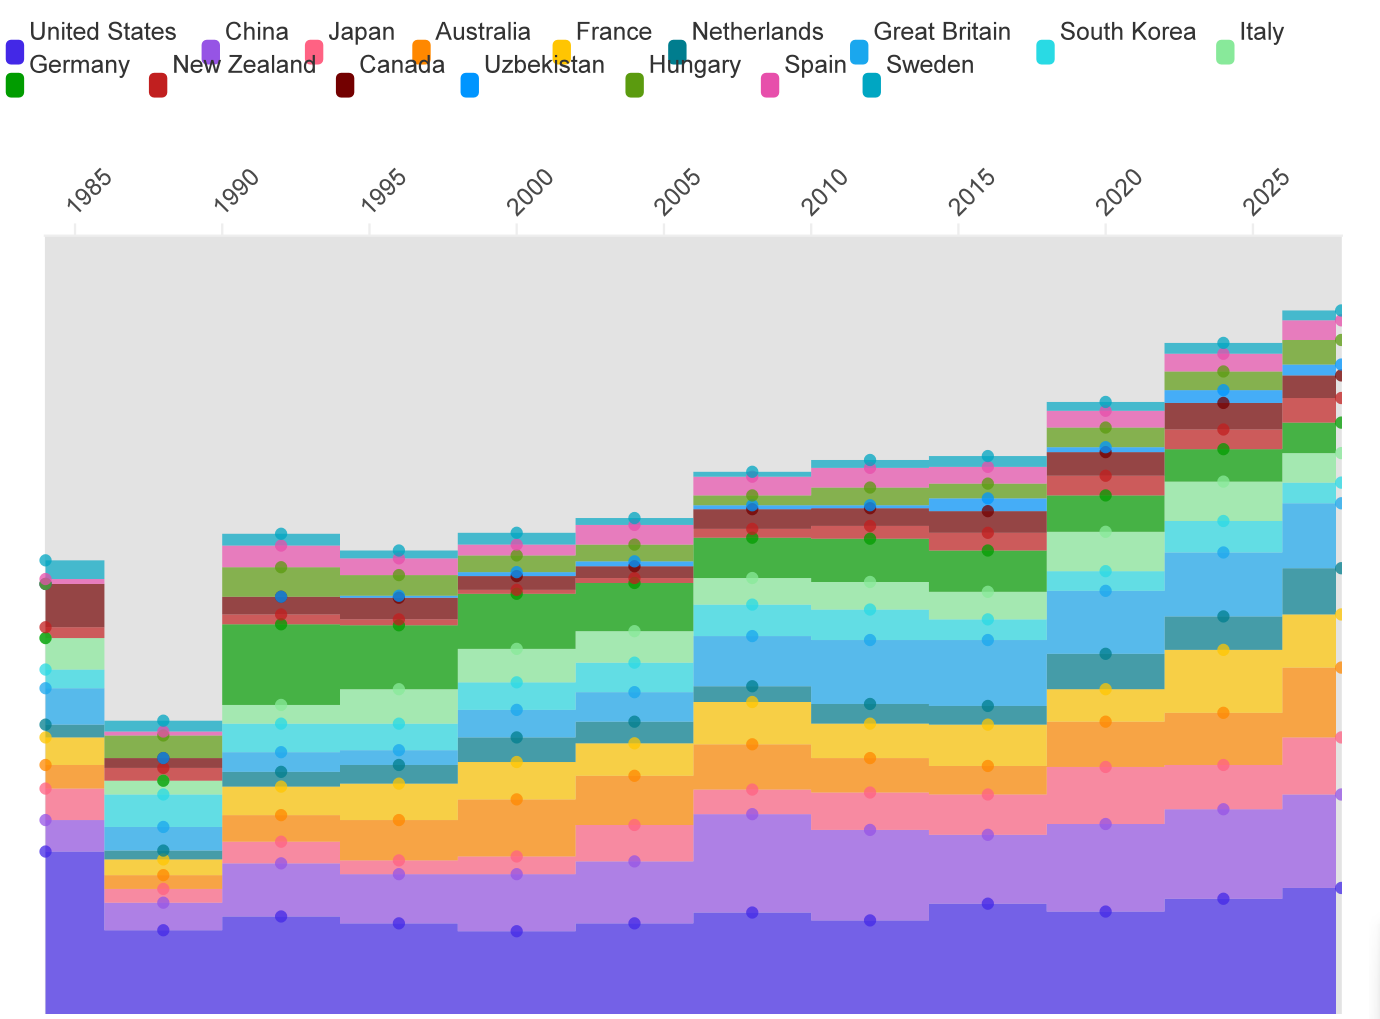 United States China Japan Australia France Netherlands Great Britain South Korea Italy
Germany New Zealand Canada Uzbekistan Hungary Spain Sweden
1985 1990 1995 2000 2005 2010 2015 2020 2025